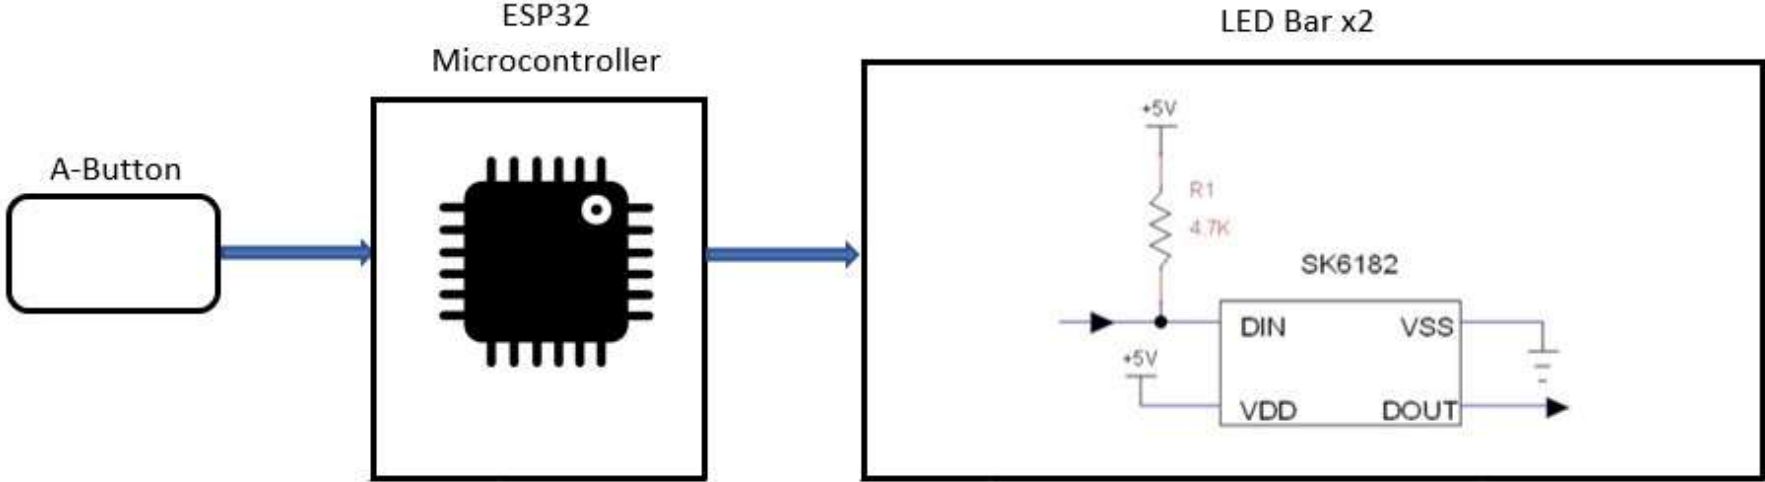 ESP32
Microcontroller
LED Bar x2
A-Button
+5V
R1
4.7K
SK6182
DIN
VSS
+5V
VDD
DOUT